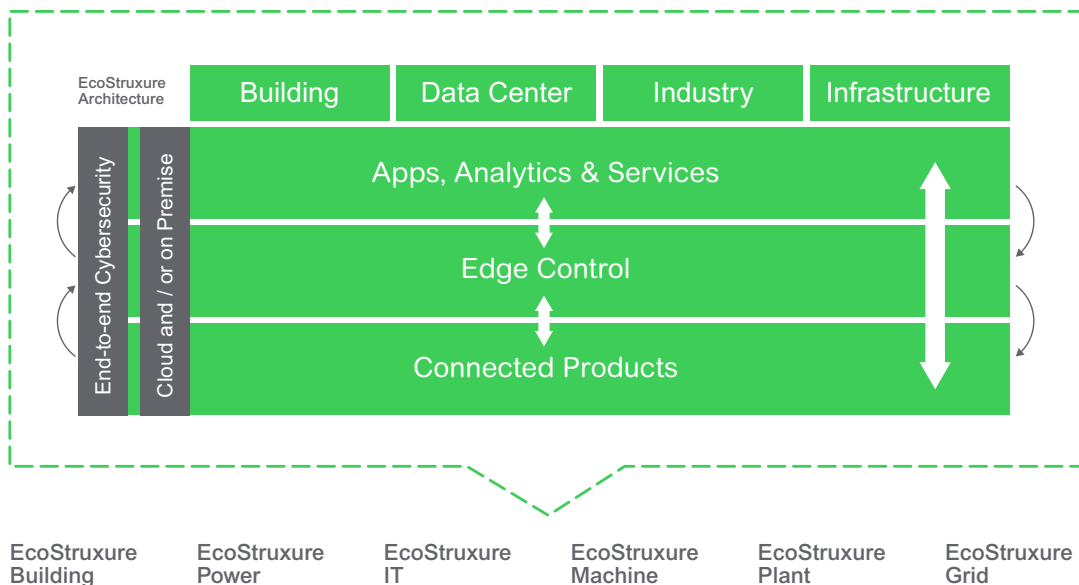 EcoStruxure
Architecture
Building
Data Center
Industry
Infrastructure
End-to-end Cybersecurity
Cloud and / or on Premise
Apps, Analytics & Services
Edge Control
Connected Products
EcoStruxure
Building
EcoStruxure
Power
EcoStruxure
IT
EcoStruxure
Machine
EcoStruxure
Plant
EcoStruxure
Grid